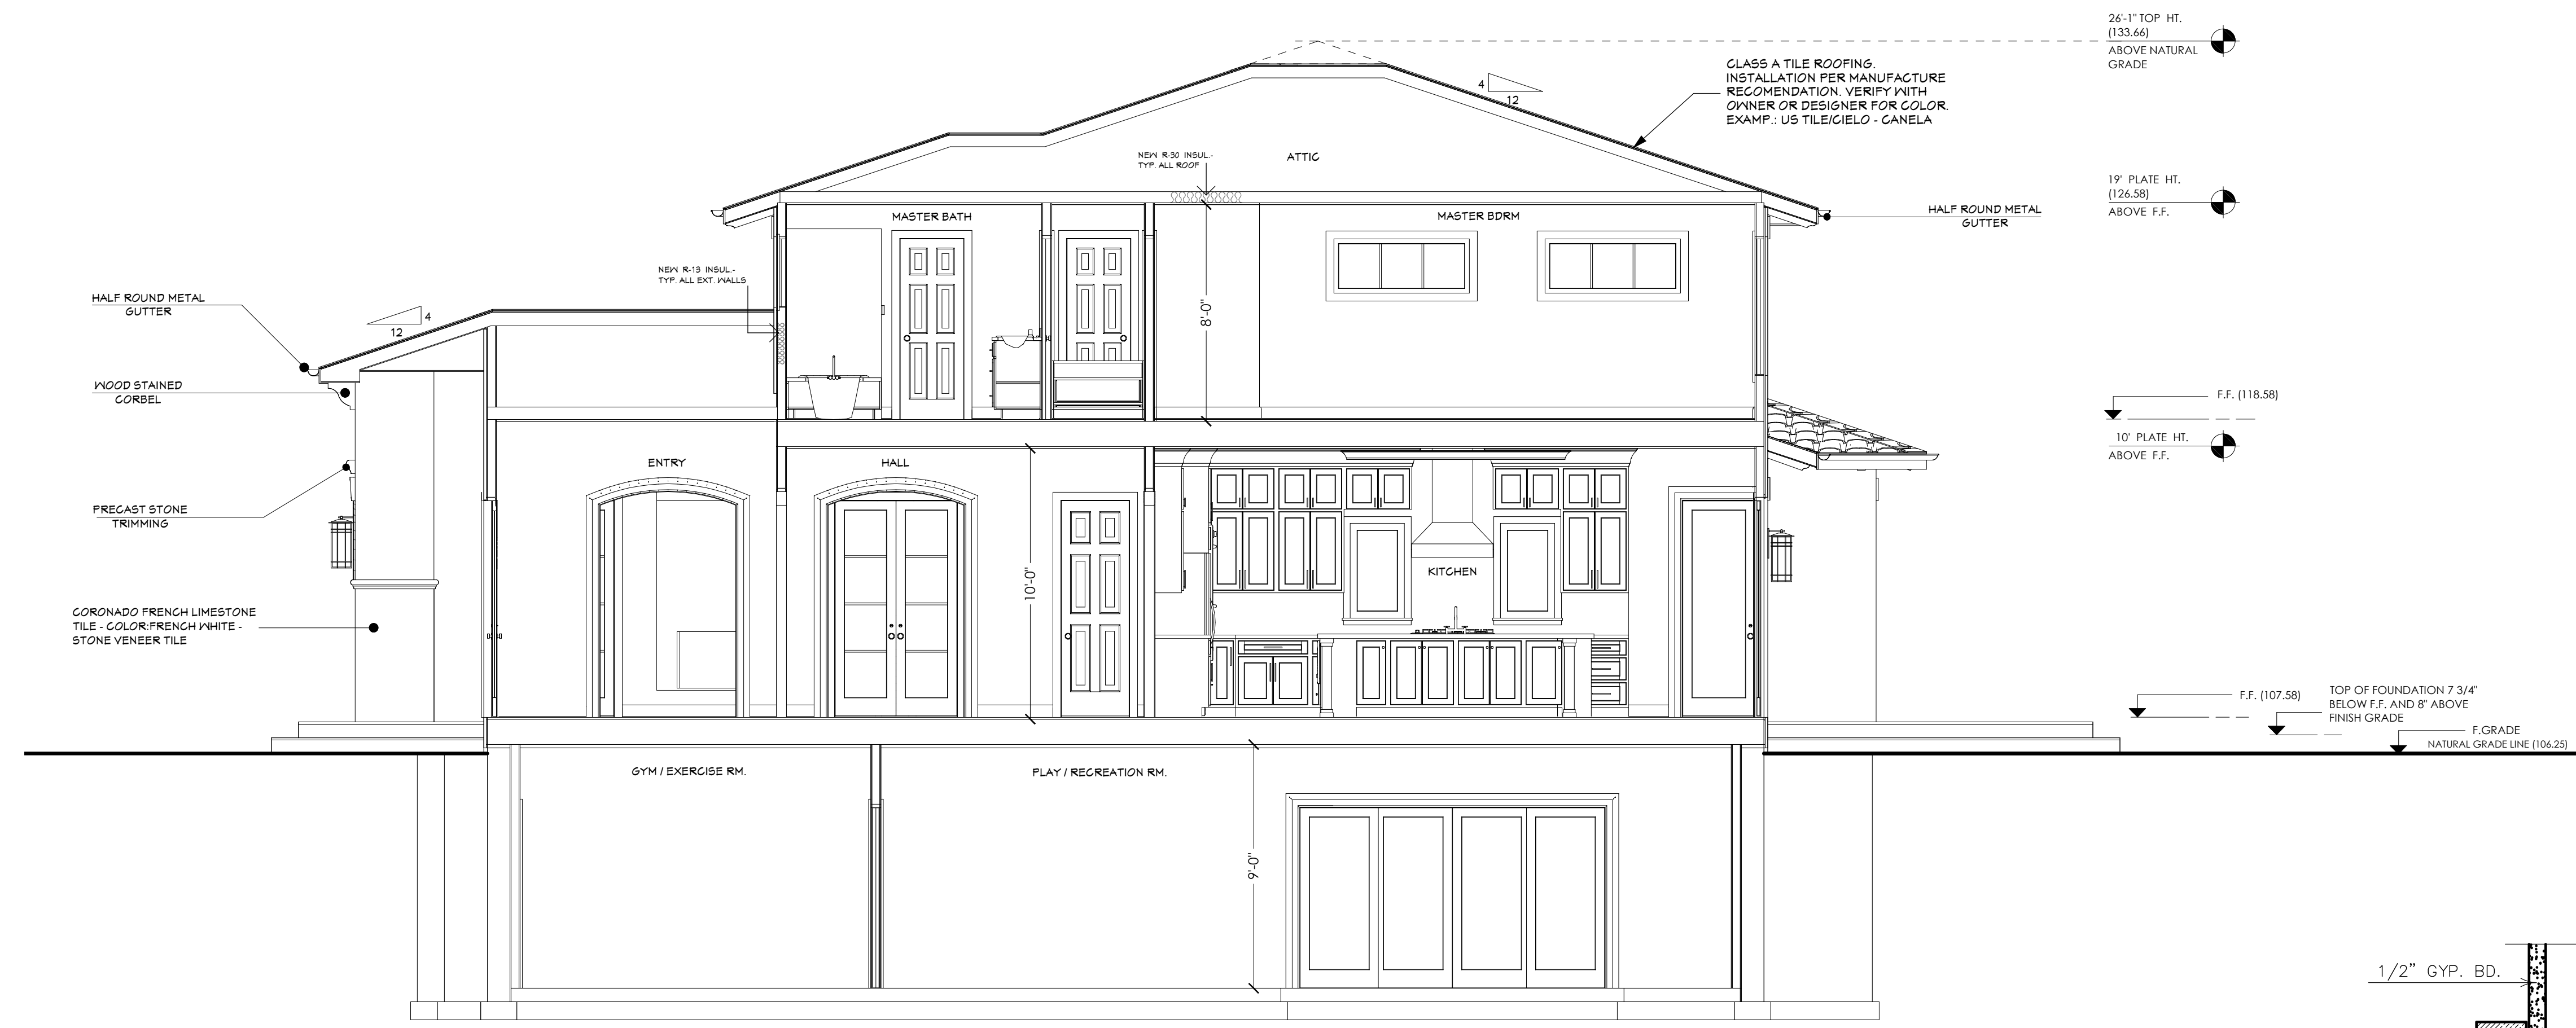 26'-1" TOP HT.
(133.66)
ABOVE NATURAL
GRADE
CLASS A TILE ROOFING.
INSTALLATION PER MANUFACTURE
RECOMENDATION. VERIFY WITH
OWNER OR DESIGNER FOR COLOR.
EXAMP.: US TILE/CIELO - CANELA
4
12
NEW R-30 INSUL.-
TYP. ALL ROOF
ATTIC
19' PLATE HT.
(126.58)
ABOVE F.F.
MASTER BATH
MASTER BDRM
HALF ROUND METAL
GUTTER
NEW R-13 INSUL.-
TYP. ALL EXT. WALLS
HALF ROUND METAL
GUTTER
4
12
8'-0"
WOOD STAINED
CORBEL
F.F. (118.58)
10' PLATE HT.
ABOVE F.F.
ENTRY
HALL
PRECAST STONE
TRIMMING
10'-0"
KITCHEN
CORONADO FRENCH LIMESTONE
TILE - COLOR:FRENCH WHITE -
STONE VENEER TILE
F.F. (107.58)
TOP OF FOUNDATION 7 3/4"
BELOW F.F. AND 8" ABOVE
FINISH GRADE
F.GRADE
NATURAL GRADE LINE (106.25)
GYM / EXERCISE RM.
PLAY / RECREATION RM.
9'-0"
1/2" GYP. BD.